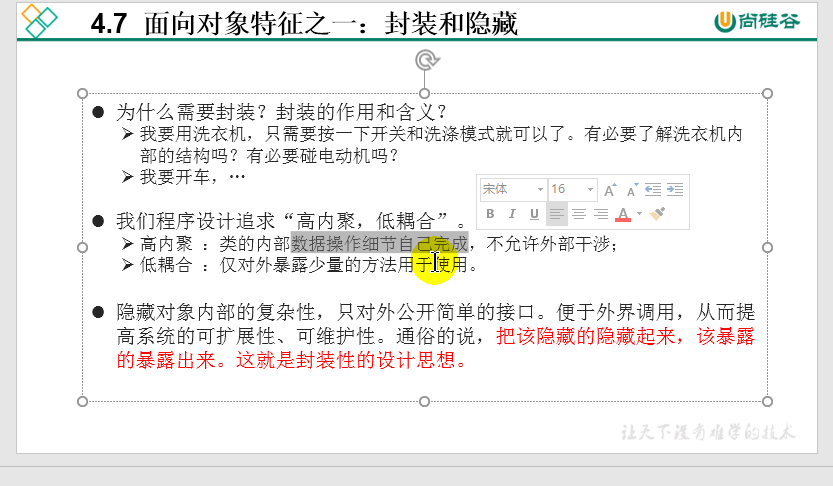 4.7 面向对象特征之一：封装和隐藏
尚硅谷
● 为什么需要封装？封装的作用和含义？
➢ 我要用洗衣机，只需要按一下开关和洗涤模式就可以了。有必要了解洗衣机内
部的结构吗？有必要碰电动机吗？
➢ 我要开车，…
宋体 16 A A
B I U A
● 我们程序设计追求“高内聚，低耦合”。
➢ 高内聚 ：类的内部数据操作细节自己完成，不允许外部干涉；
➢ 低耦合 ：仅对外暴露少量的方法用于使用。
● 隐藏对象内部的复杂性，只对外公开简单的接口。便于外界调用，从而提
高系统的可扩展性、可维护性。通俗的说，把该隐藏的隐藏起来，该暴露
的暴露出来。这就是封装性的设计思想。
让天下没有难学的技术